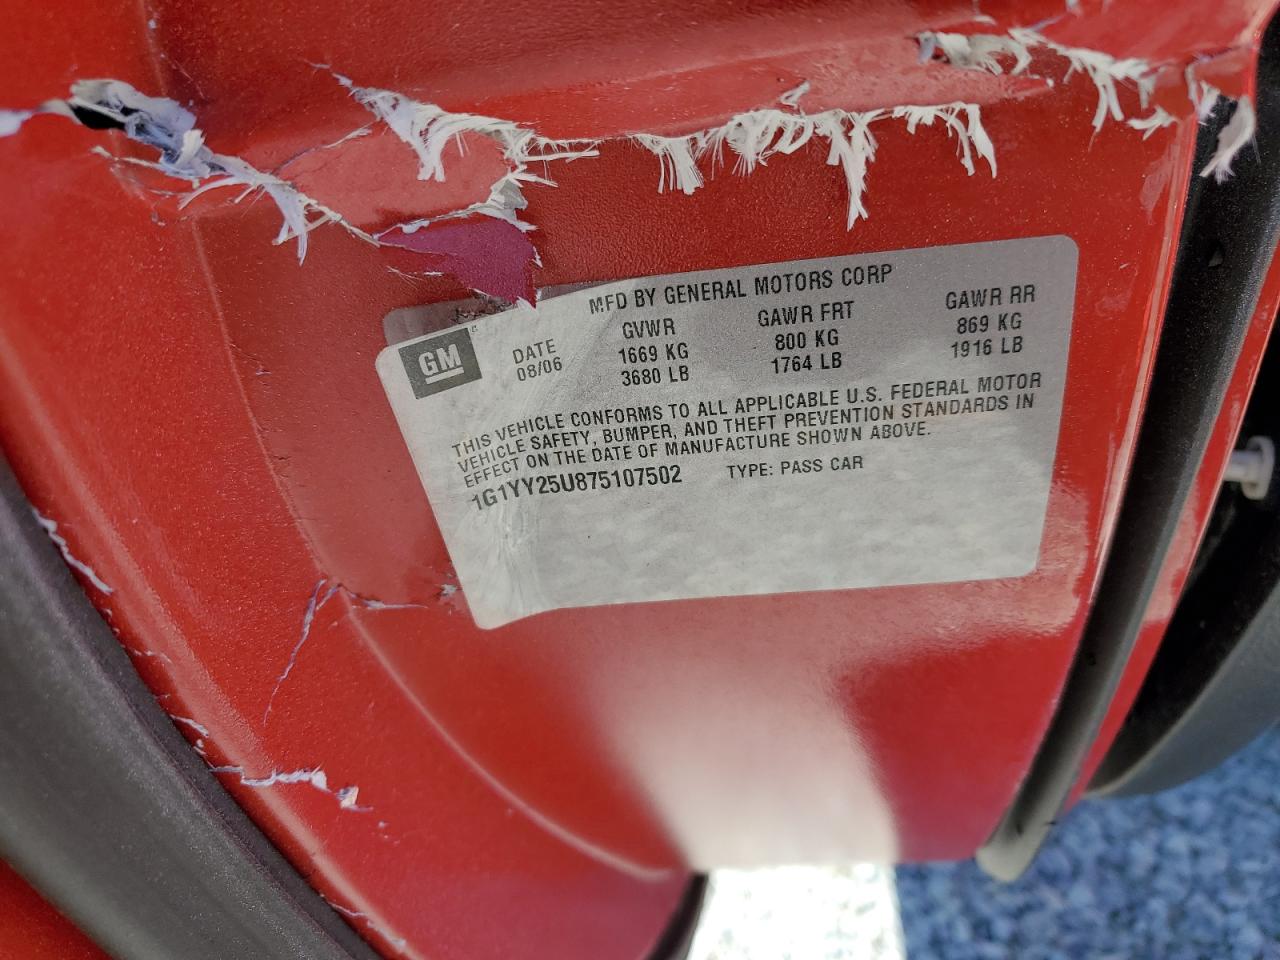 MFD BY GENERAL MOTORS CORP
GM
DATE GVWR GAWR FRT GAWR RR
08/06 1669 KG 800 KG 869 KG
3680 LB 1764 LB 1916 LB
THIS VEHICLE CONFORMS TO ALL APPLICABLE U.S. FEDERAL MOTOR
VEHICLE SAFETY, BUMPER, AND THEFT PREVENTION STANDARDS IN
EFFECT ON THE DATE OF MANUFACTURE SHOWN ABOVE.
1G1YY25U875107502 TYPE: PASS CAR